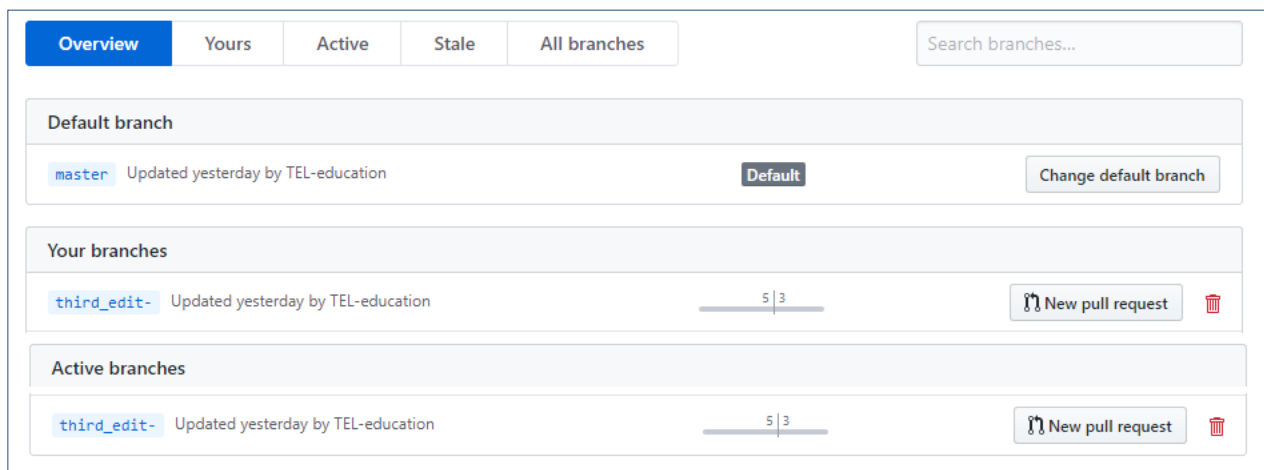 Overview Yours Active Stale All branches Search branches...
Default branch
master Updated yesterday by TEL-education Default Change default branch
Your branches
third_edit- Updated yesterday by TEL-education 5 | 3 New pull request
Active branches
third_edit- Updated yesterday by TEL-education 5 | 3 New pull request